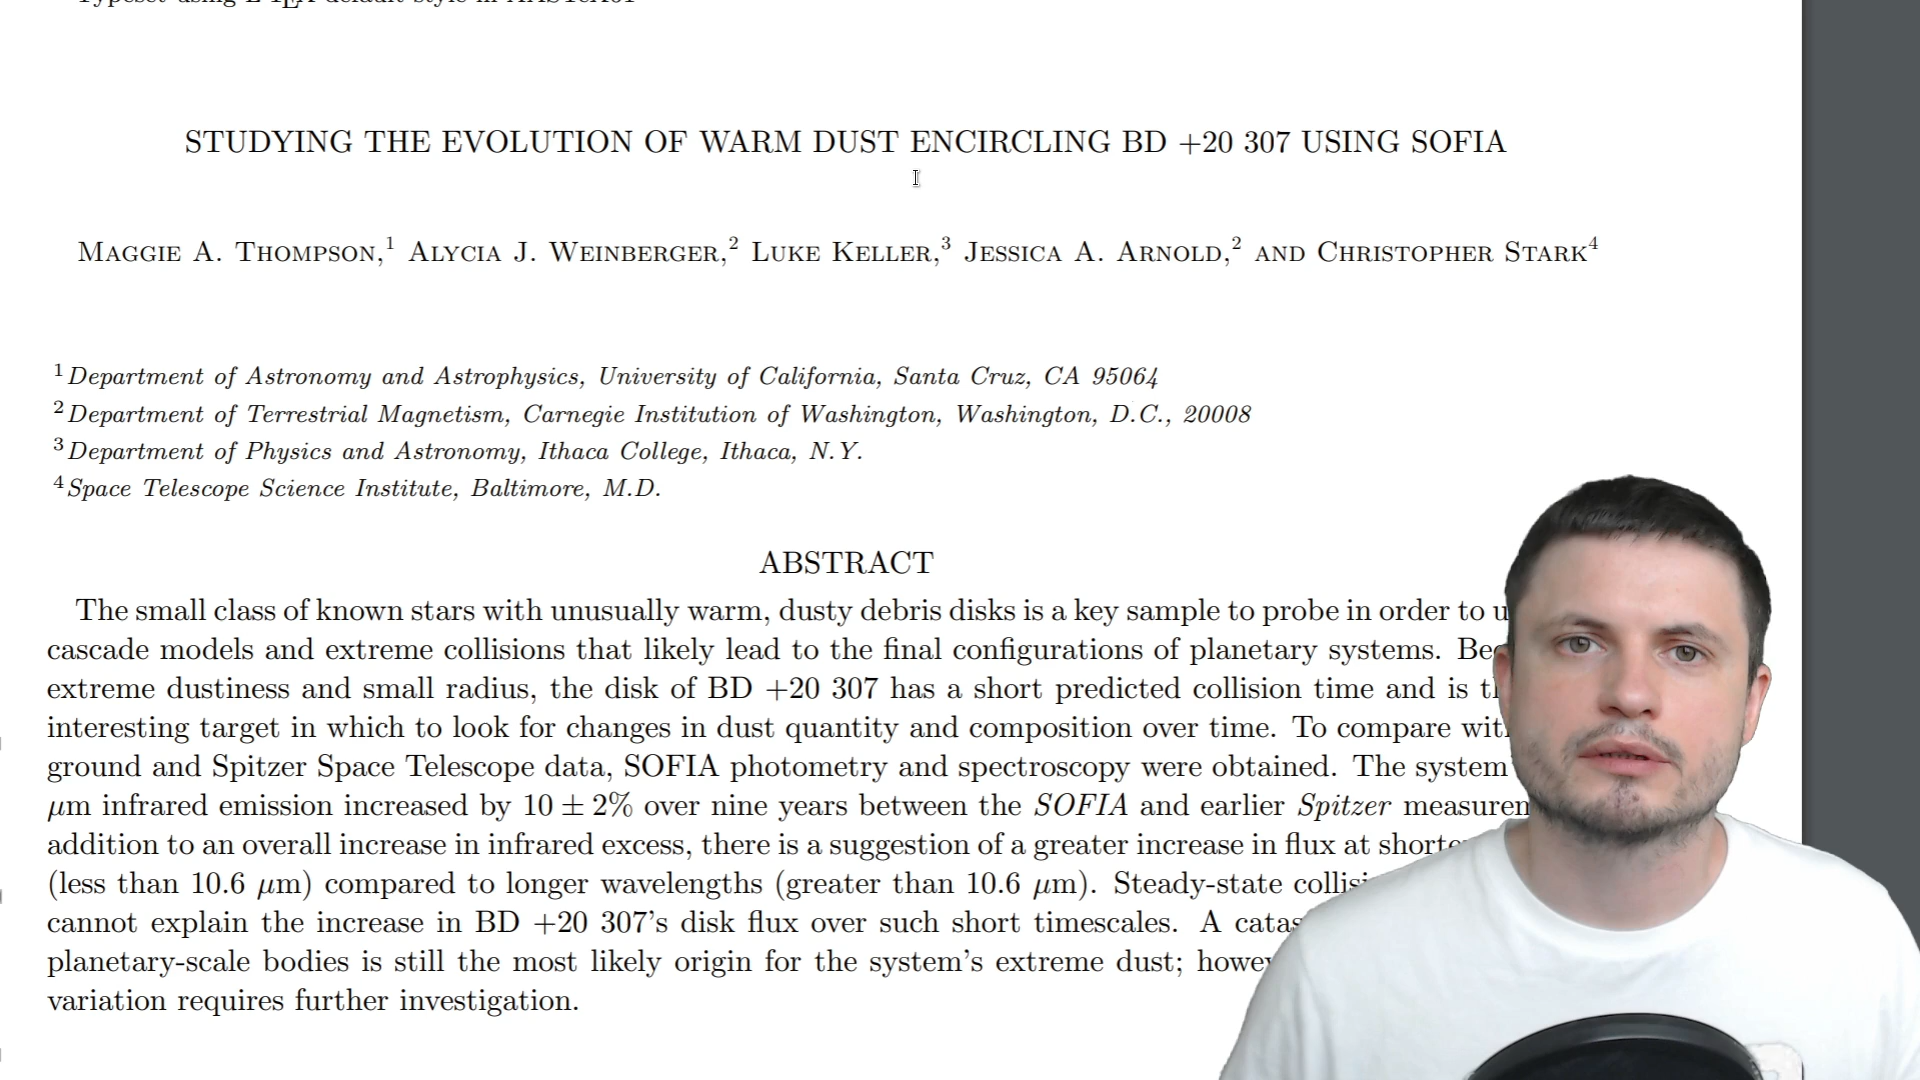 STUDYING THE EVOLUTION OF WARM DUST ENCIRCLING BD +20 307 USING SOFIA
Maggie A. Thompson,1 Alycia J. Weinberger,2 Luke Keller,3 Jessica A. Arnold,2 and Christopher Stark4
1Department of Astronomy and Astrophysics, University of California, Santa Cruz, CA 95064
2Department of Terrestrial Magnetism, Carnegie Institution of Washington, Washington, D.C., 20008
3Department of Physics and Astronomy, Ithaca College, Ithaca, N.Y.
4Space Telescope Science Institute, Baltimore, M.D.
ABSTRACT
The small class of known stars with unusually warm, dusty debris disks is a key sample to probe in order to
cascade models and extreme collisions that likely lead to the final configurations of planetary systems.
extreme dustiness and small radius, the disk of BD +20 307 has a short predicted collision time and is
interesting target in which to look for changes in dust quantity and composition over time. To compare
ground and Spitzer Space Telescope data, SOFIA photometry and spectroscopy were obtained. The system
μm infrared emission increased by 10 ± 2% over nine years between the SOFIA and earlier Spitzer
addition to an overall increase in infrared excess, there is a suggestion of a greater increase in flux at
(less than 10.6 μm) compared to longer wavelengths (greater than 10.6 μm). Steady-state
cannot explain the increase in BD +20 307's disk flux over such short timescales. A
planetary-scale bodies is still the most likely origin for the system's extreme dust;
variation requires further investigation.